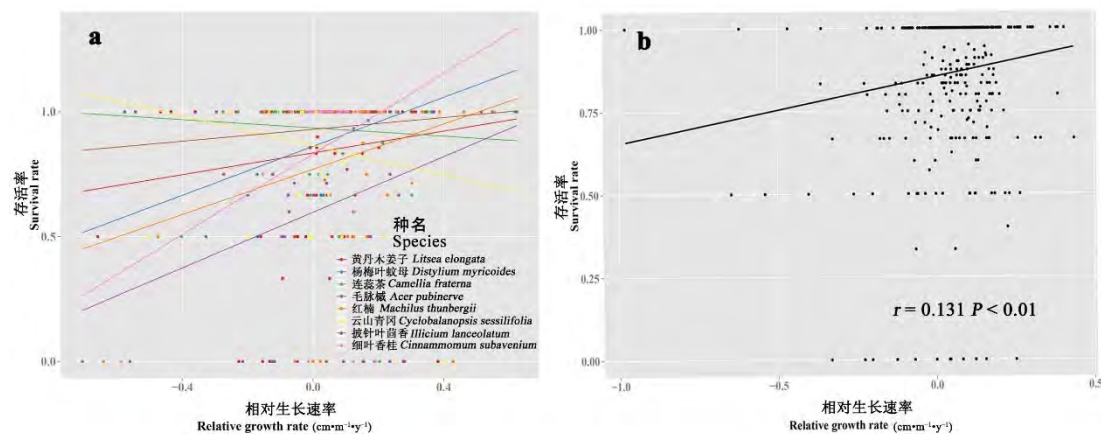 a
1.0
0.5
0.0
存活率
Survival rate
种名
Species
黄丹木姜子 Litsea elongata
杨梅叶蚊母 Distylium myricoides
连蕊茶 Camellia fraterna
毛脉槭 Acer pubinerve
红楠 Machilus thunbergii
云山青冈 Cyclobalanopsis sessilifolia
披针叶茴香 Illicium lanceolatum
细叶香桂 Cinnammomum subavenium
−0.4
0.0
0.4
相对生长速率
Relative growth rate (cm•m⁻¹•y⁻¹)
b
1.00
0.75
0.50
0.25
0.00
存活率
Survival rate
r = 0.131 P < 0.01
−1.0
−0.5
0.0
0.5
相对生长速率
Relative growth rate (cm•m⁻¹•y⁻¹)